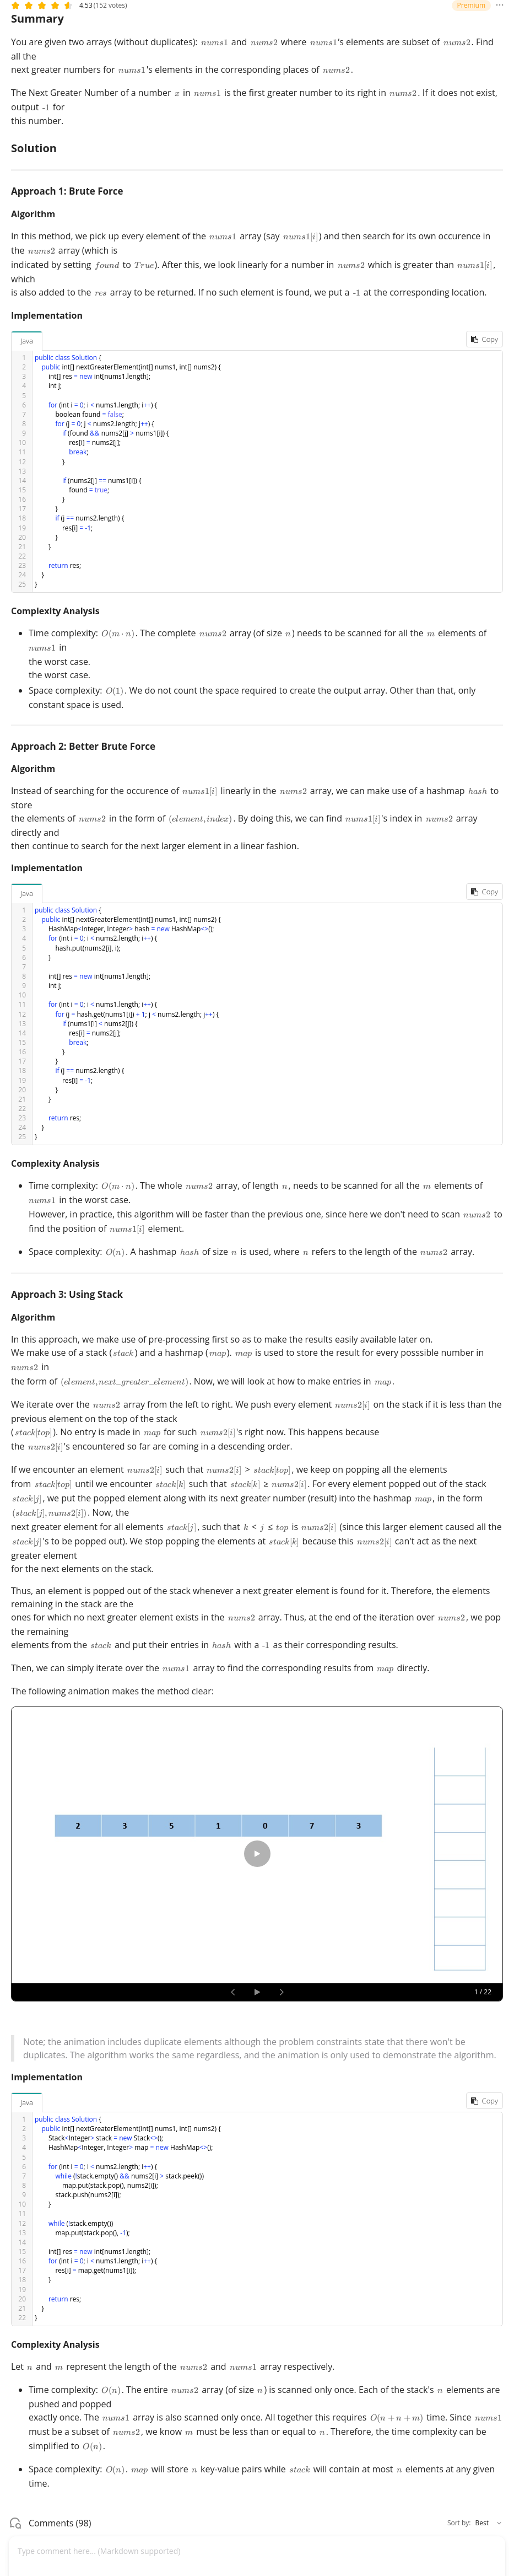 4.53 (152 votes)
Premium
Summary
You are given two arrays (without duplicates): nums1 and nums2 where nums1's elements are subset of nums2. Find
all the
next greater numbers for nums1's elements in the corresponding places of nums2.
The Next Greater Number of a number x in nums1 is the first greater number to its right in nums2. If it does not exist,
output -1 for
this number.
Solution
Approach 1: Brute Force
Algorithm
In this method, we pick up every element of the nums1 array (say nums1[i]) and then search for its own occurence in
the nums2 array (which is
indicated by setting found to True). After this, we look linearly for a number in nums2 which is greater than nums1[i],
which
is also added to the res array to be returned. If no such element is found, we put a -1 at the corresponding location.
Implementation
Java
Copy
1 public class Solution {
2 public int[] nextGreaterElement(int[] nums1, int[] nums2) {
3 int[] res = new int[nums1.length];
4 int j;
5
6 for (int i = 0; i < nums1.length; i++) {
7 boolean found = false;
8 for (j = 0; j < nums2.length; j++) {
9 if (found && nums2[j] > nums1[i]) {
10 res[i] = nums2[j];
11 break;
12 }
13
14 if (nums2[j] == nums1[i]) {
15 found = true;
16 }
17 }
18 if (j == nums2.length) {
19 res[i] = -1;
20 }
21 }
22
23 return res;
24 }
25 }
Complexity Analysis
• Time complexity: O(m · n). The complete nums2 array (of size n) needs to be scanned for all the m elements of
nums1 in
the worst case.
the worst case.
• Space complexity: O(1). We do not count the space required to create the output array. Other than that, only
constant space is used.
Approach 2: Better Brute Force
Algorithm
Instead of searching for the occurence of nums1[i] linearly in the nums2 array, we can make use of a hashmap hash to
store
the elements of nums2 in the form of (element, index). By doing this, we can find nums1[i]'s index in nums2 array
directly and
then continue to search for the next larger element in a linear fashion.
Implementation
Java
Copy
1 public class Solution {
2 public int[] nextGreaterElement(int[] nums1, int[] nums2) {
3 HashMap<Integer, Integer> hash = new HashMap<>();
4 for (int i = 0; i < nums2.length; i++) {
5 hash.put(nums2[i], i);
6 }
7
8 int[] res = new int[nums1.length];
9 int j;
10
11 for (int i = 0; i < nums1.length; i++) {
12 for (j = hash.get(nums1[i]) + 1; j < nums2.length; j++) {
13 if (nums1[i] < nums2[j]) {
14 res[i] = nums2[j];
15 break;
16 }
17 }
18 if (j == nums2.length) {
19 res[i] = -1;
20 }
21 }
22
23 return res;
24 }
25 }
Complexity Analysis
• Time complexity: O(m · n). The whole nums2 array, of length n, needs to be scanned for all the m elements of
nums1 in the worst case.
However, in practice, this algorithm will be faster than the previous one, since here we don't need to scan nums2 to
find the position of nums1[i] element.
• Space complexity: O(n). A hashmap hash of size n is used, where n refers to the length of the nums2 array.
Approach 3: Using Stack
Algorithm
In this approach, we make use of pre-processing first so as to make the results easily available later on.
We make use of a stack (stack) and a hashmap (map). map is used to store the result for every posssible number in
nums2 in
the form of (element, next_greater_element). Now, we will look at how to make entries in map.
We iterate over the nums2 array from the left to right. We push every element nums2[i] on the stack if it is less than the
previous element on the top of the stack
(stack[top]). No entry is made in map for such nums2[i]'s right now. This happens because
the nums2[i]'s encountered so far are coming in a descending order.
If we encounter an element nums2[i] such that nums2[i] > stack[top], we keep on popping all the elements
from stack[top] until we encounter stack[k] such that stack[k] ≥ nums2[i]. For every element popped out of the stack
stack[j], we put the popped element along with its next greater number (result) into the hashmap map, in the form
(stack[j], nums2[i]). Now, the
next greater element for all elements stack[j], such that k < j ≤ top is nums2[i] (since this larger element caused all the
stack[j]'s to be popped out). We stop popping the elements at stack[k] because this nums2[i] can't act as the next
greater element
for the next elements on the stack.
Thus, an element is popped out of the stack whenever a next greater element is found for it. Therefore, the elements
remaining in the stack are the
ones for which no next greater element exists in the nums2 array. Thus, at the end of the iteration over nums2, we pop
the remaining
elements from the stack and put their entries in hash with a -1 as their corresponding results.
Then, we can simply iterate over the nums1 array to find the corresponding results from map directly.
The following animation makes the method clear:
2 3 5 1 0 7 3
1 / 22
Note; the animation includes duplicate elements although the problem constraints state that there won't be
duplicates. The algorithm works the same regardless, and the animation is only used to demonstrate the algorithm.
Implementation
Java
Copy
1 public class Solution {
2 public int[] nextGreaterElement(int[] nums1, int[] nums2) {
3 Stack<Integer> stack = new Stack<>();
4 HashMap<Integer, Integer> map = new HashMap<>();
5
6 for (int i = 0; i < nums2.length; i++) {
7 while (!stack.empty() && nums2[i] > stack.peek())
8 map.put(stack.pop(), nums2[i]);
9 stack.push(nums2[i]);
10 }
11
12 while (!stack.empty())
13 map.put(stack.pop(), -1);
14
15 int[] res = new int[nums1.length];
16 for (int i = 0; i < nums1.length; i++) {
17 res[i] = map.get(nums1[i]);
18 }
19
20 return res;
21 }
22 }
Complexity Analysis
Let n and m represent the length of the nums2 and nums1 array respectively.
• Time complexity: O(n). The entire nums2 array (of size n) is scanned only once. Each of the stack's n elements are
pushed and popped
exactly once. The nums1 array is also scanned only once. All together this requires O(n + n + m) time. Since nums1
must be a subset of nums2, we know m must be less than or equal to n. Therefore, the time complexity can be
simplified to O(n).
• Space complexity: O(n). map will store n key-value pairs while stack will contain at most n elements at any given
time.
Comments (98)
Sort by: Best
Type comment here... (Markdown supported)